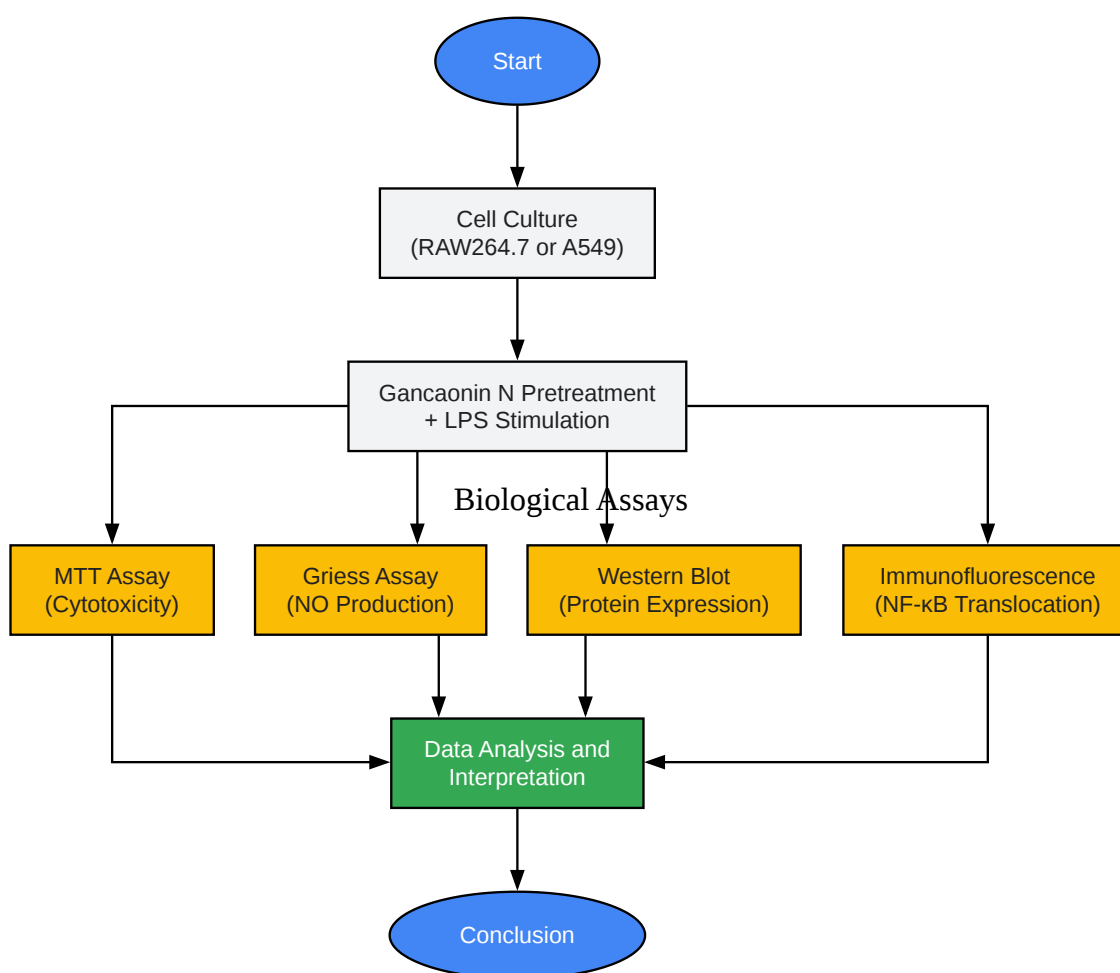 Start
Cell Culture
(RAW264.7 or A549)
Gancaonin N Pretreatment
+ LPS Stimulation
Biological Assays
MTT Assay
(Cytotoxicity)
Griess Assay
(NO Production)
Western Blot
(Protein Expression)
Immunofluorescence
(NF-κB Translocation)
Data Analysis and
Interpretation
Conclusion